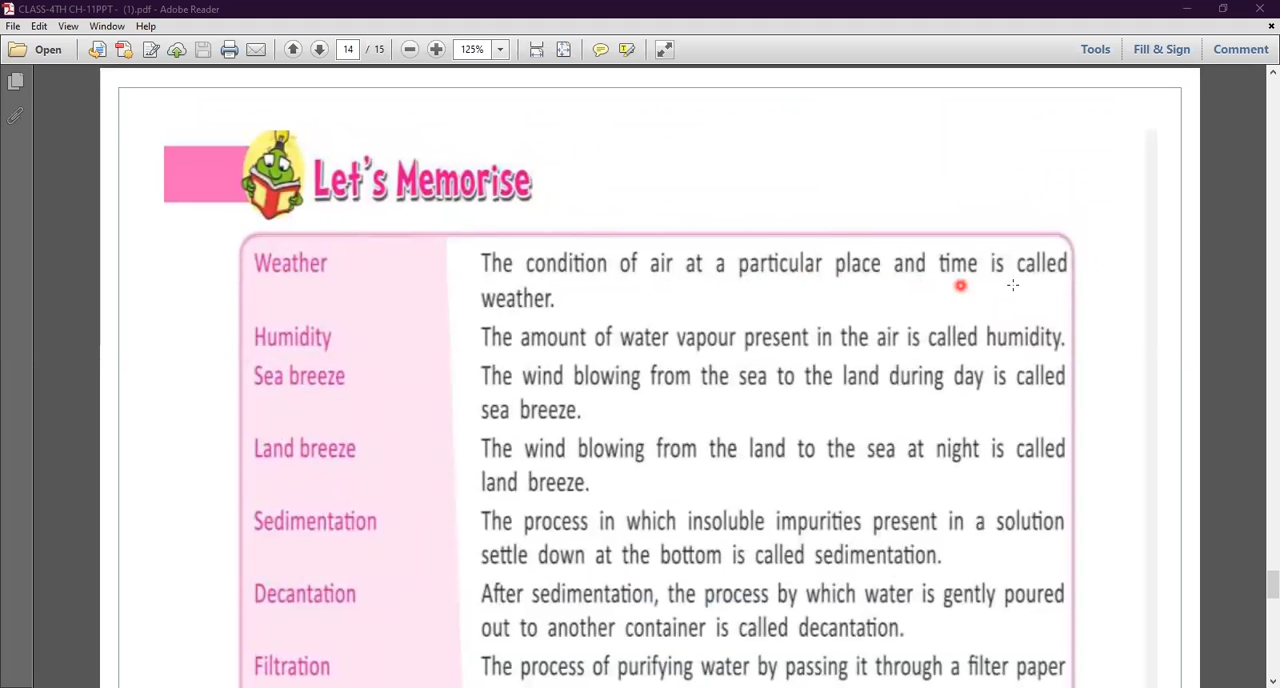 CLASS-4TH CH-11PPT - (1).pdf - Adobe Reader
File Edit View Window Help
Open 14 / 15 125% Tools Fill & Sign Comment
Let's Memorise
Weather The condition of air at a particular place and time is called
weather.
Humidity The amount of water vapour present in the air is called humidity.
Sea breeze The wind blowing from the sea to the land during day is called
sea breeze.
Land breeze The wind blowing from the land to the sea at night is called
land breeze.
Sedimentation The process in which insoluble impurities present in a solution
settle down at the bottom is called sedimentation.
Decantation After sedimentation, the process by which water is gently poured
out to another container is called decantation.
Filtration The process of purifying water by passing it through a filter paper